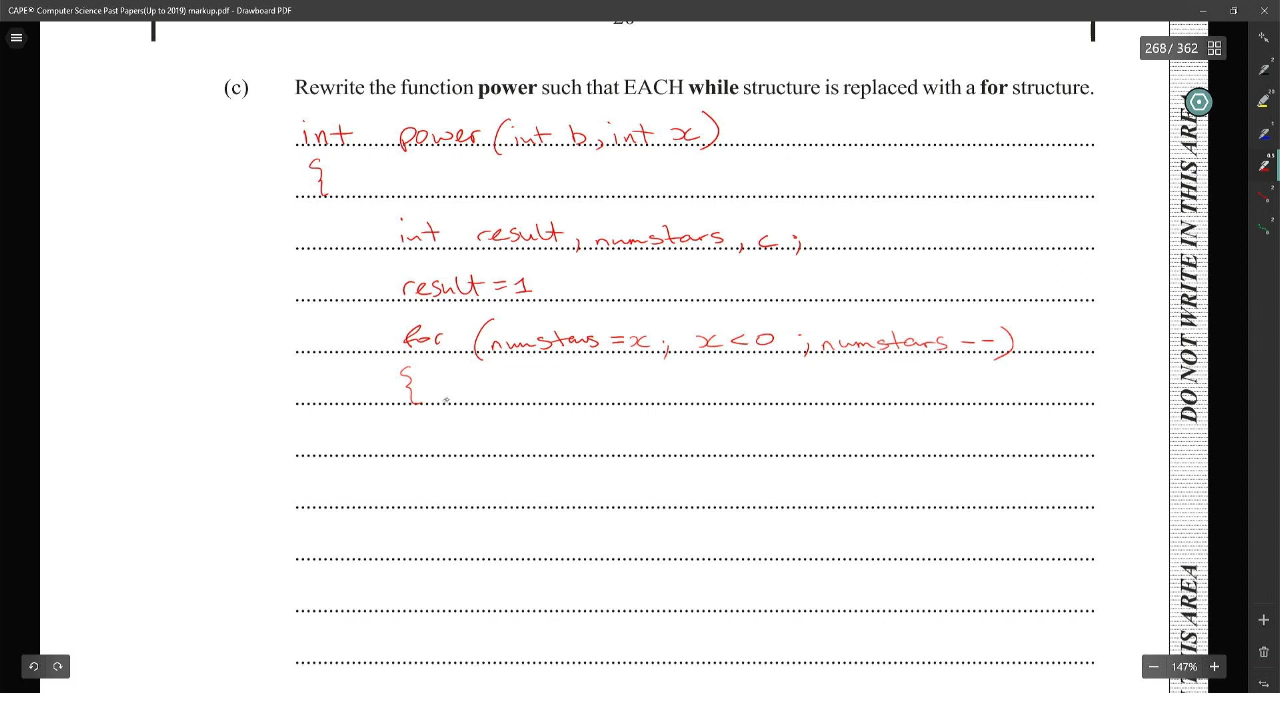 CAPE® Computer Science Past Papers(Up to 2019) markup.pdf - Drawboard PDF
268 / 362
(c) Rewrite the function power such that EACH while structure is replaced with a for structure.
int power(int b, int x)
{
int result, numstars, c;
result = 1
for (numstars = x, x < 0 ; numstars --)
{
DO NOT WRITE IN THIS AREA
THIS AREA
147%